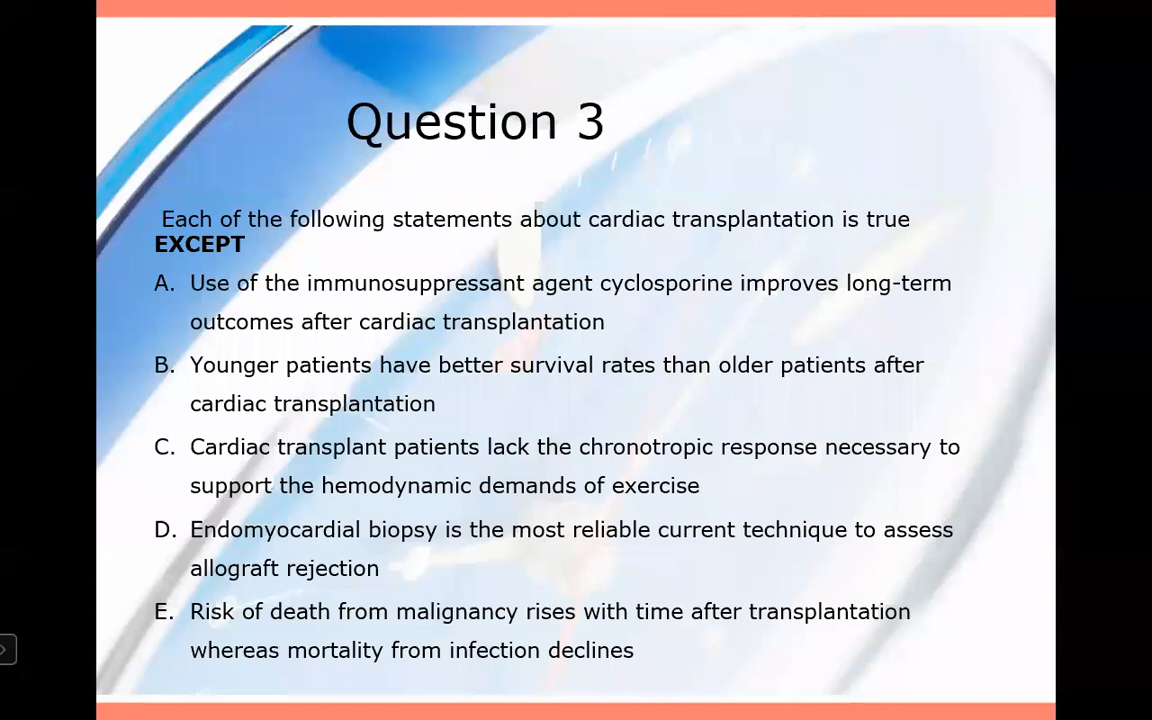 Question 3
Each of the following statements about cardiac transplantation is true
EXCEPT
A. Use of the immunosuppressant agent cyclosporine improves long-term
outcomes after cardiac transplantation
B. Younger patients have better survival rates than older patients after
cardiac transplantation
C. Cardiac transplant patients lack the chronotropic response necessary to
support the hemodynamic demands of exercise
D. Endomyocardial biopsy is the most reliable current technique to assess
allograft rejection
E. Risk of death from malignancy rises with time after transplantation
whereas mortality from infection declines